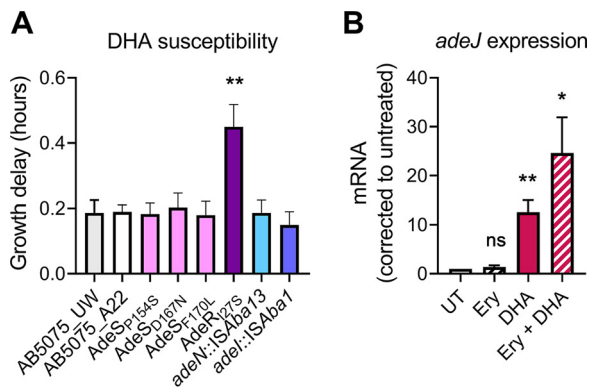 A
DHA susceptibility
Growth delay (hours)
0.6
0.4
0.2
0.0
**
AB5075_UW
AB5075_A22
AdeSP154S
AdeSD167N
AdeSF170L
AdeRI27S
adeN::ISAba13
adeI::ISAba1
B
adeJ expression
mRNA
(corrected to untreated)
40
30
20
10
0
ns
**
*
UT
Ery
DHA
Ery + DHA